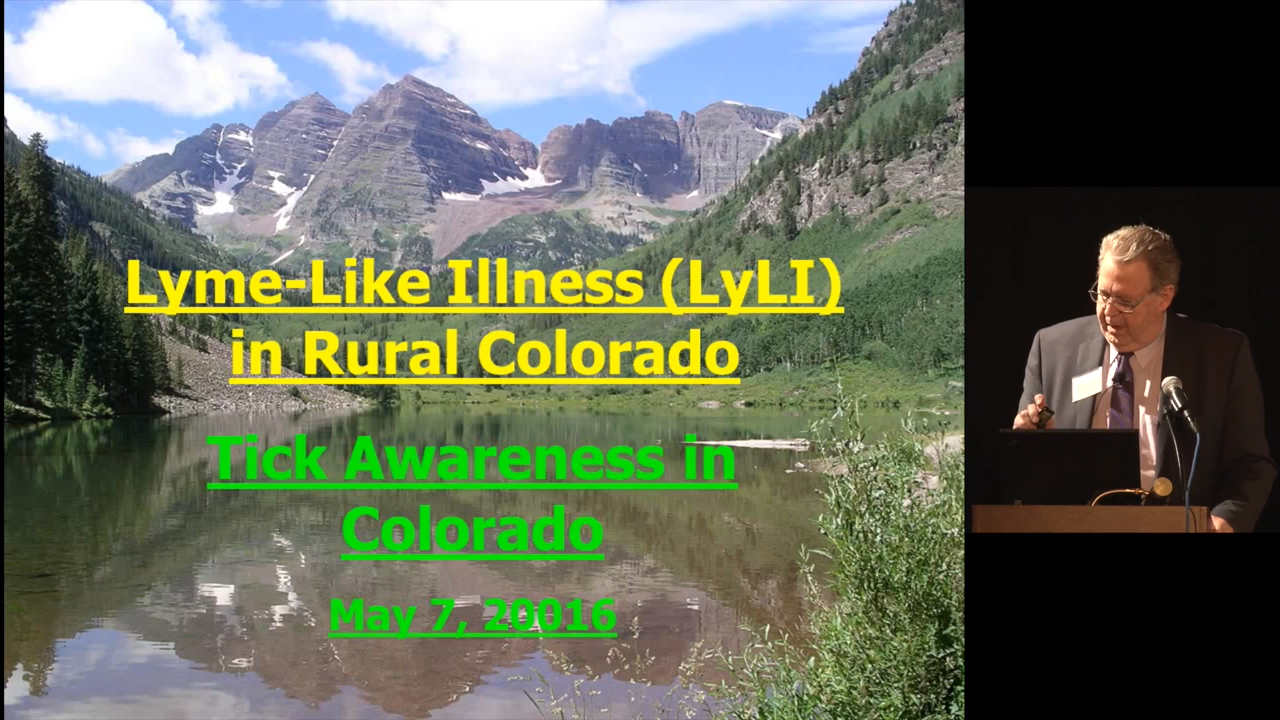 Lyme-Like Illness (LyLI)
in Rural Colorado
Tick Awareness in
Colorado
May 7, 20016